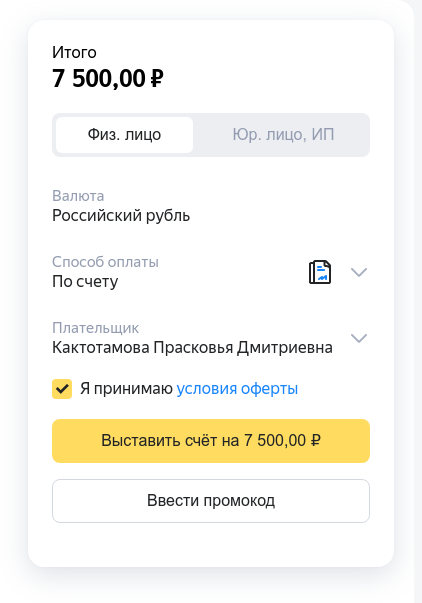 Итого
7 500,00 ₽
Физ. лицо
Юр. лицо, ИП
Валюта
Российский рубль
Способ оплаты
По счету
Плательщик
Кактотамова Прасковья Дмитриевна
Я принимаю условия оферты
Выставить счёт на 7 500,00 ₽
Ввести промокод